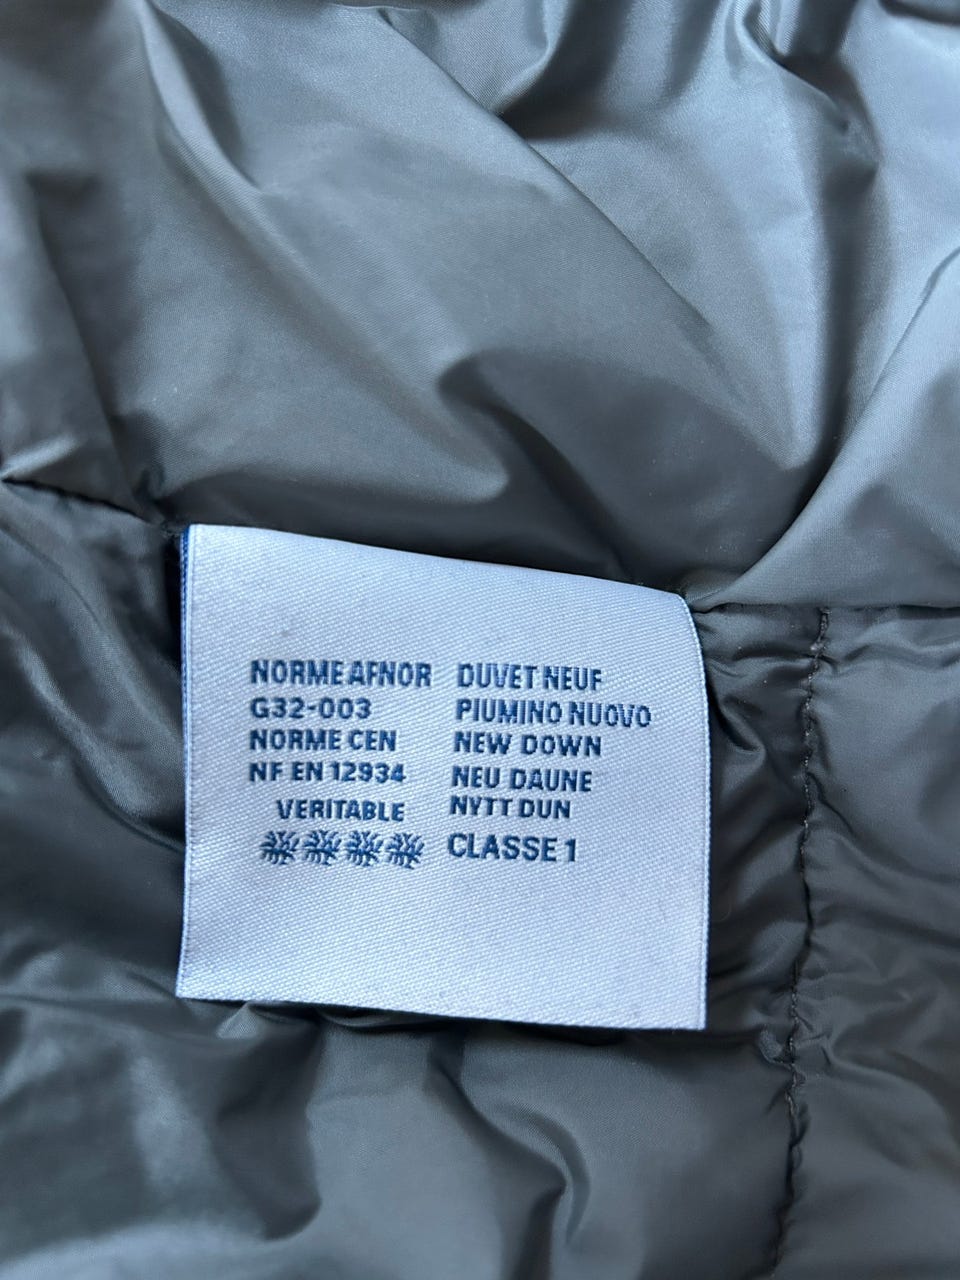 NORME AFNOR
G32-003
NORME CEN
NF EN 12934
VERITABLE
DUVET NEUF
PIUMINO NUOVO
NEW DOWN
NEU DAUNE
NYTT DUN
CLASSE 1